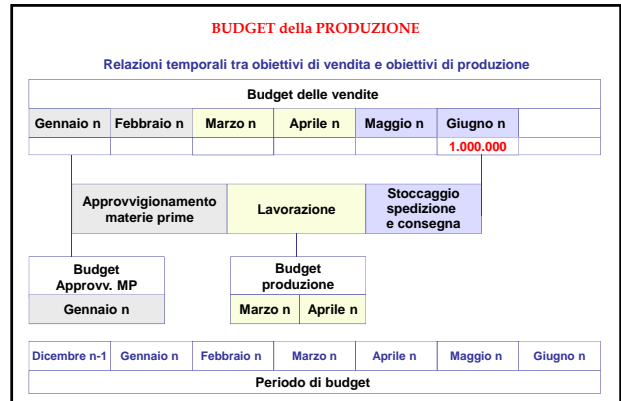 BUDGET della PRODUZIONE
Relazioni temporali tra obiettivi di vendita e obiettivi di produzione
Budget delle vendite
Gennaio n Febbraio n Marzo n Aprile n Maggio n Giugno n
1.000.000
Approvvigionamento
materie prime
Lavorazione
Stoccaggio
spedizione
e consegna
Budget
Approvv. MP
Gennaio n
Budget
produzione
Marzo n Aprile n
Dicembre n-1 Gennaio n Febbraio n Marzo n Aprile n Maggio n Giugno n
Periodo di budget